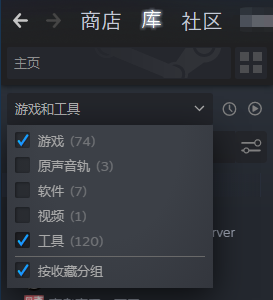 商店 库 社区
主页
游戏和工具
游戏 (74)
原声音轨 (3)
软件 (7)
视频 (1)
工具 (120)
rver
按收藏分组